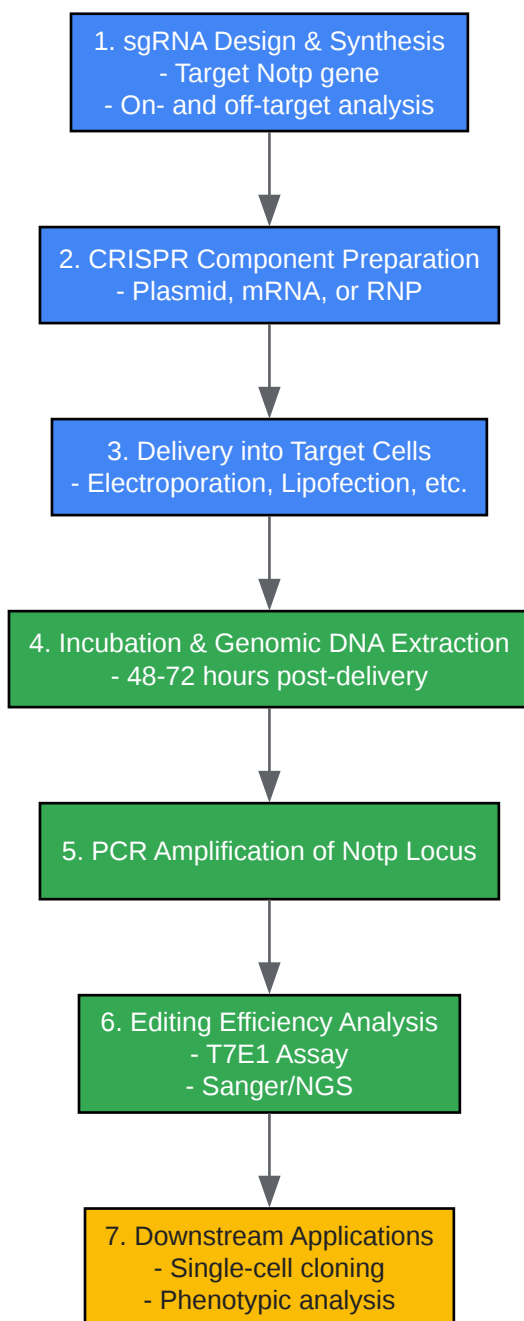 1. sgRNA Design & Synthesis
- Target Notp gene
- On- and off-target analysis
2. CRISPR Component Preparation
- Plasmid, mRNA, or RNP
3. Delivery into Target Cells
- Electroporation, Lipofection, etc.
4. Incubation & Genomic DNA Extraction
- 48-72 hours post-delivery
5. PCR Amplification of Notp Locus
6. Editing Efficiency Analysis
- T7E1 Assay
- Sanger/NGS
7. Downstream Applications
- Single-cell cloning
- Phenotypic analysis